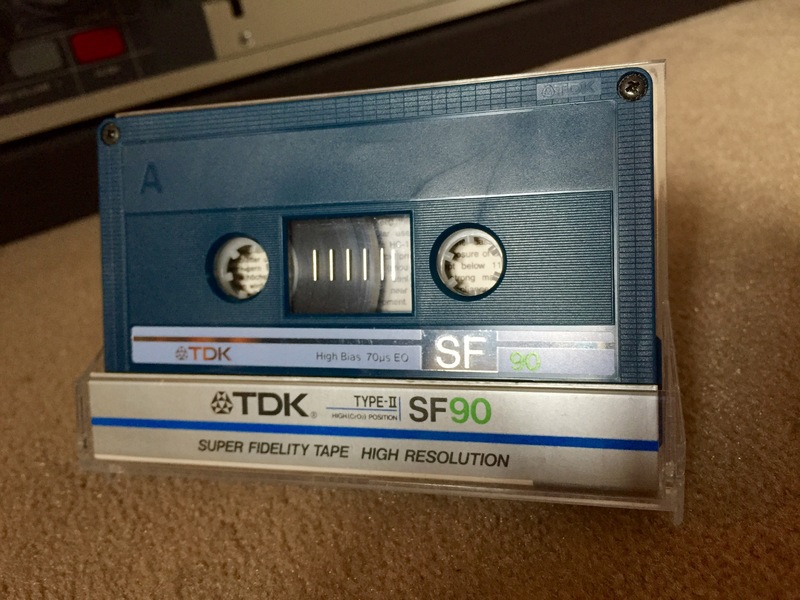 TDK
A
TDK
High Bias 70μs EQ
SF
90
TDK®
TYPE-II
HIGH(CrO₂) POSITION
SF90
SUPER FIDELITY TAPE HIGH RESOLUTION